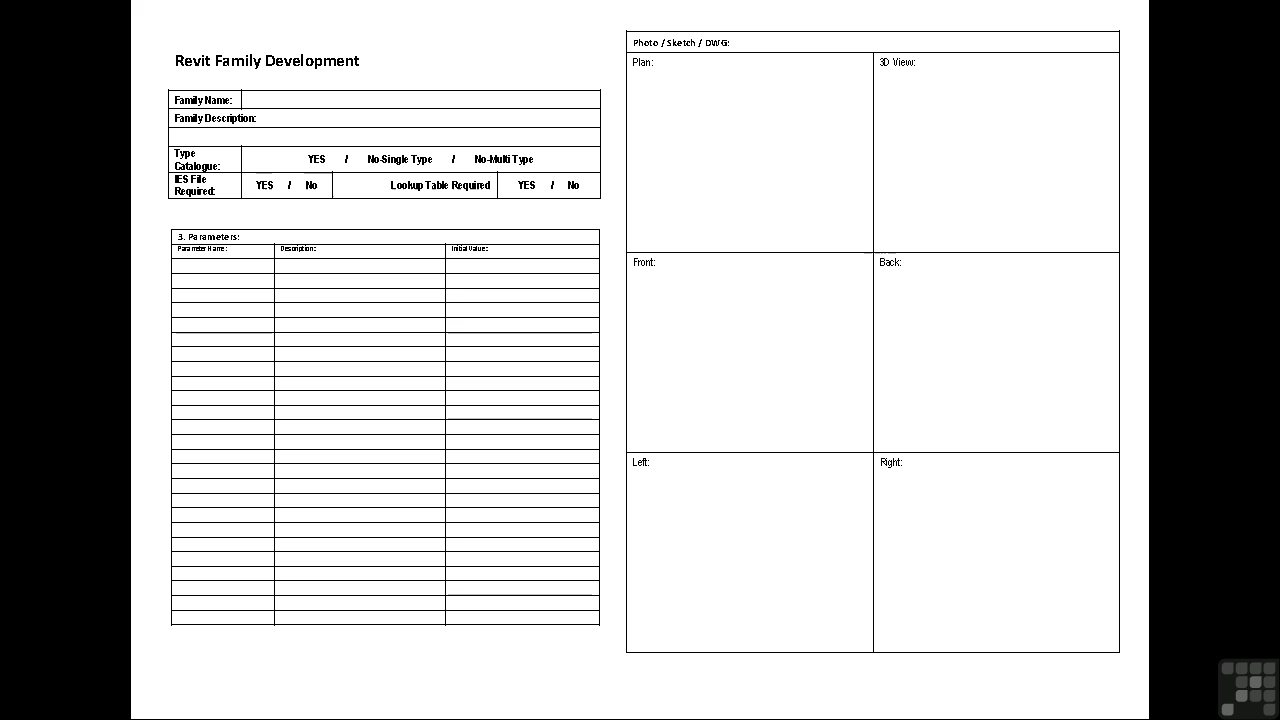 Revit Family Development
Family Name:
Family Description:
Type Catalogue: YES / No-Single Type / No-Multi Type
IES File Required: YES / No Lookup Table Required YES / No
3. Parameters:
Parameter Name: Description: Initial Value:
Photo / Sketch / DWG:
Plan: 3D View:
Front: Back:
Left: Right: